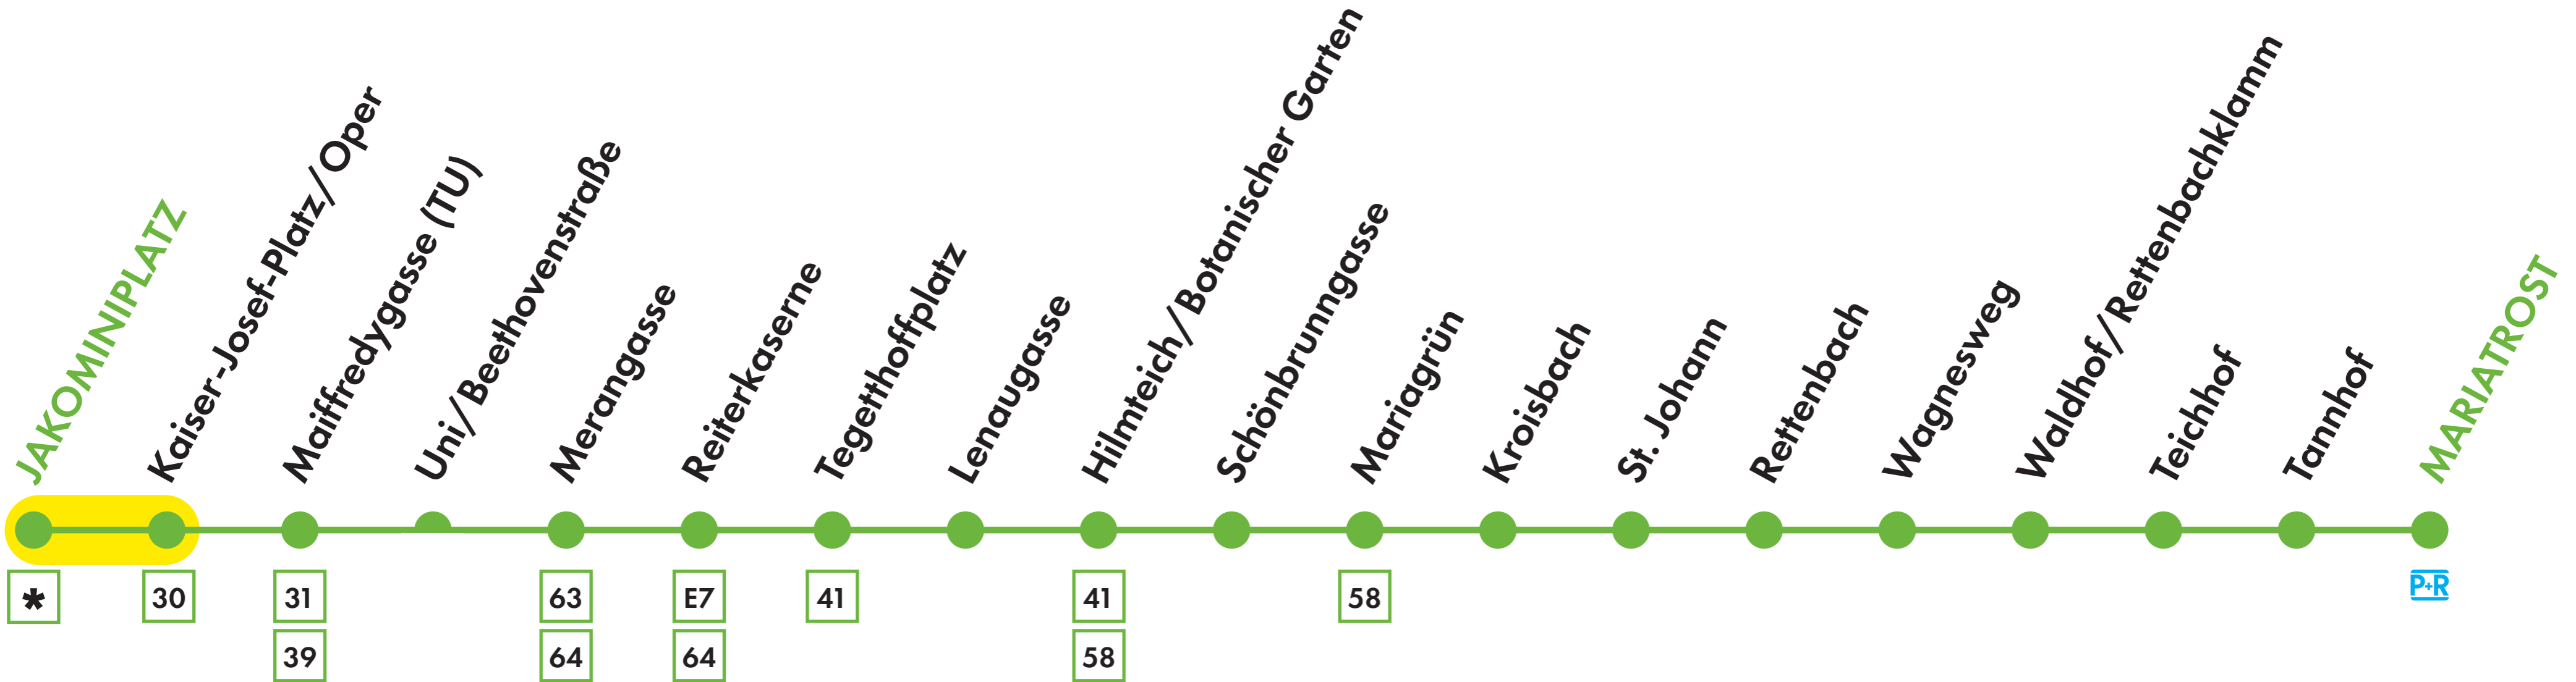 JAKOMINIPLATZ
Kaiser-Josef-Platz/Oper
Maiffredygasse (TU)
Uni/Beethovenstraße
Merangasse
Reiterkaserne
Tegetthoffplatz
Lenaugasse
Hilmteich/Botanischer Garten
Schönbrunngasse
Mariagrün
Kroisbach
St. Johann
Rettenbach
Wagnesweg
Waldhof/Rettenbachklamm
Teichhof
Tannhof
MARIATROST
*
30
31
39
63
64
E7
64
41
41
58
58
P+R